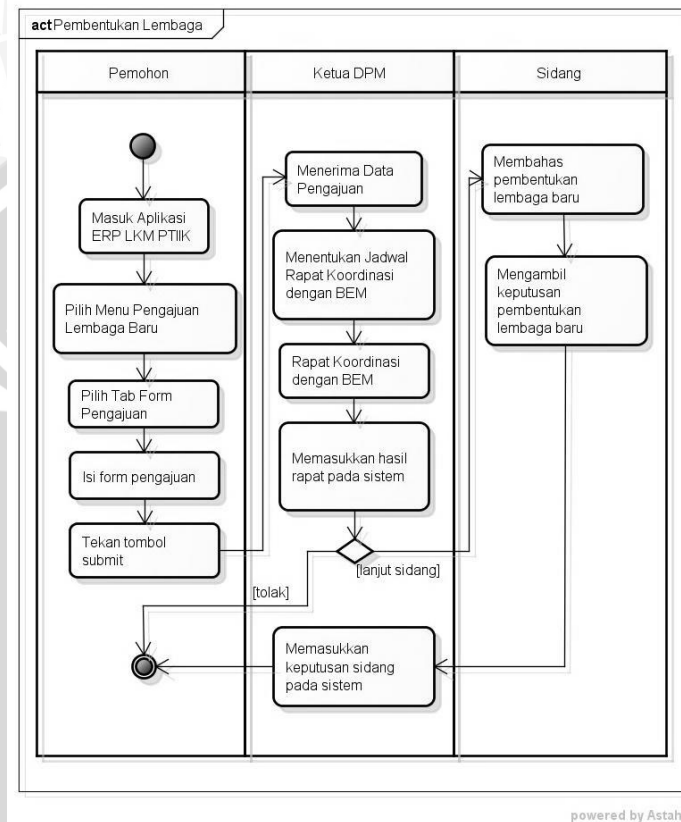 act Pembentukan Lembaga
Pemohon
Ketua DPM
Sidang
Masuk Aplikasi
ERP LKM PTIIK
Pilih Menu Pengajuan
Lembaga Baru
Pilih Tab Form
Pengajuan
Isi form pengajuan
Tekan tombol
submit
Menerima Data
Pengajuan
Menentukan Jadwal
Rapat Koordinasi
dengan BEM
Rapat Koordinasi
dengan BEM
Memasukkan hasil
rapat pada sistem
[lanjut sidang]
[tolak]
Membahas
pembentukan
lembaga baru
Mengambil
keputusan
pembentukan
lembaga baru
Memasukkan
keputusan sidang
pada sistem
powered by Astah